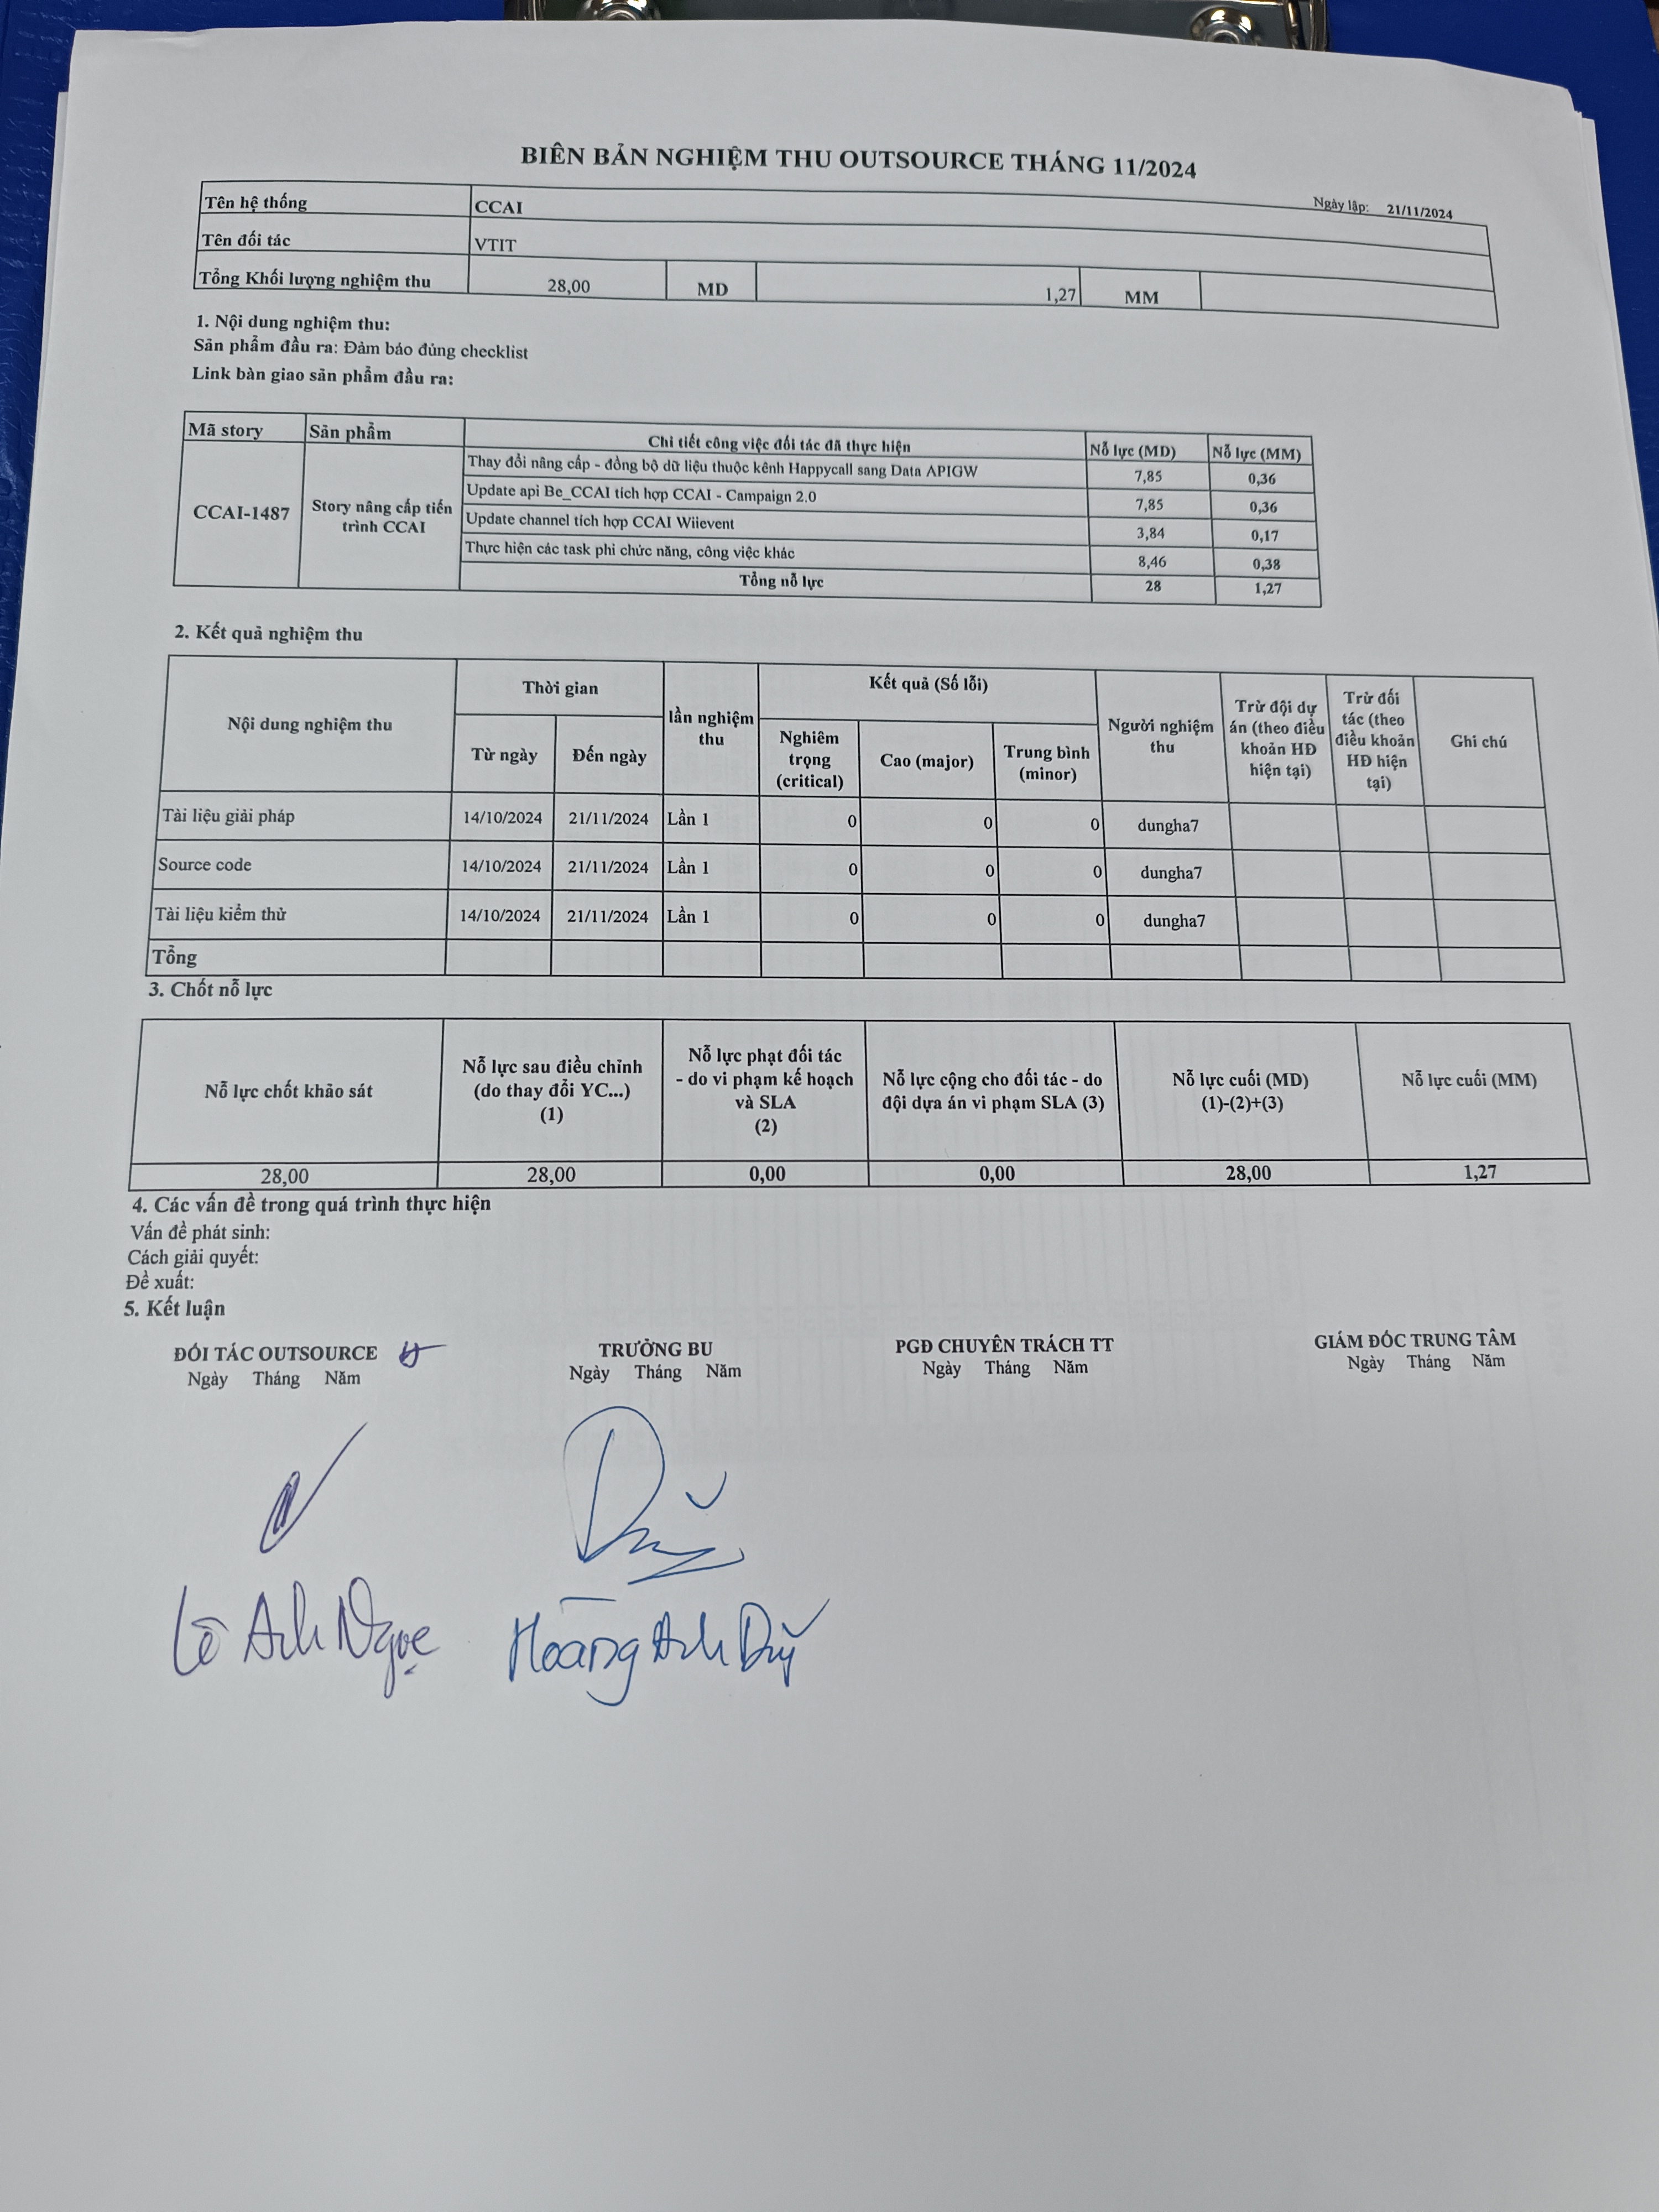 BIÊN BẢN NGHIỆM THU OUTSOURCE THÁNG 11/2024
Ngày lập: 21/11/2024
Tên hệ thống CCAI
Tên đối tác VTIT
Tổng Khối lượng nghiệm thu 28,00 MD 1,27 MM
1. Nội dung nghiệm thu:
Sản phẩm đầu ra: Đảm báo đủng checklist
Link bàn giao sản phẩm đầu ra:
Mã story Sản phẩm Chi tiết công việc đối tác đã thực hiện Nỗ lực (MD) Nỗ lực (MM)
CCAI-1487 Story nâng cấp tiến trình CCAI
Thay đổi nâng cấp - đồng bộ dữ liệu thuộc kênh Happycall sang Data APIGW 7,85 0,36
Update api Be_CCAI tích hợp CCAI - Campaign 2.0 7,85 0,36
Update channel tích hợp CCAI Wiievent 3,84 0,17
Thực hiện các task phi chức năng, công việc khác 8,46 0,38
Tổng nỗ lực 28 1,27
2. Kết quả nghiệm thu
Nội dung nghiệm thu
Thời gian
Từ ngày Đến ngày
lần nghiệm
thu
Kết quả (Số lỗi)
Nghiêm
trọng
(critical)
Cao (major)
Trung bình
(minor)
Người nghiệm
thu
Trừ đội dự
án (theo điều
khoản HĐ
hiện tại)
Trừ đối
tác (theo
điều khoản
HĐ hiện
tại)
Ghi chú
Tài liệu giải pháp 14/10/2024 21/11/2024 Lần 1 0 0 0 dungha7
Source code 14/10/2024 21/11/2024 Lần 1 0 0 0 dungha7
Tài liệu kiểm thử 14/10/2024 21/11/2024 Lần 1 0 0 0 dungha7
Tổng
3. Chốt nỗ lực
Nỗ lực chốt khảo sát
Nỗ lực sau điều chỉnh
(do thay đổi YC...)
(1)
Nỗ lực phạt đối tác
- do vi phạm kế hoạch
và SLA
(2)
Nỗ lực cộng cho đối tác - do
đội dựa án vi phạm SLA (3)
Nỗ lực cuối (MD)
(1)-(2)+(3)
Nỗ lực cuối (MM)
28,00 28,00 0,00 0,00 28,00 1,27
4. Các vấn đề trong quá trình thực hiện
Vấn đề phát sinh:
Cách giải quyết:
Đề xuất:
5. Kết luận
ĐỐI TÁC OUTSOURCE TRƯỞNG BU PGĐ CHUYÊN TRÁCH TT GIÁM ĐỐC TRUNG TÂM
Ngày Tháng Năm Ngày Tháng Năm Ngày Tháng Năm Ngày Tháng Năm
Anh Ngọc Hoàng Anh